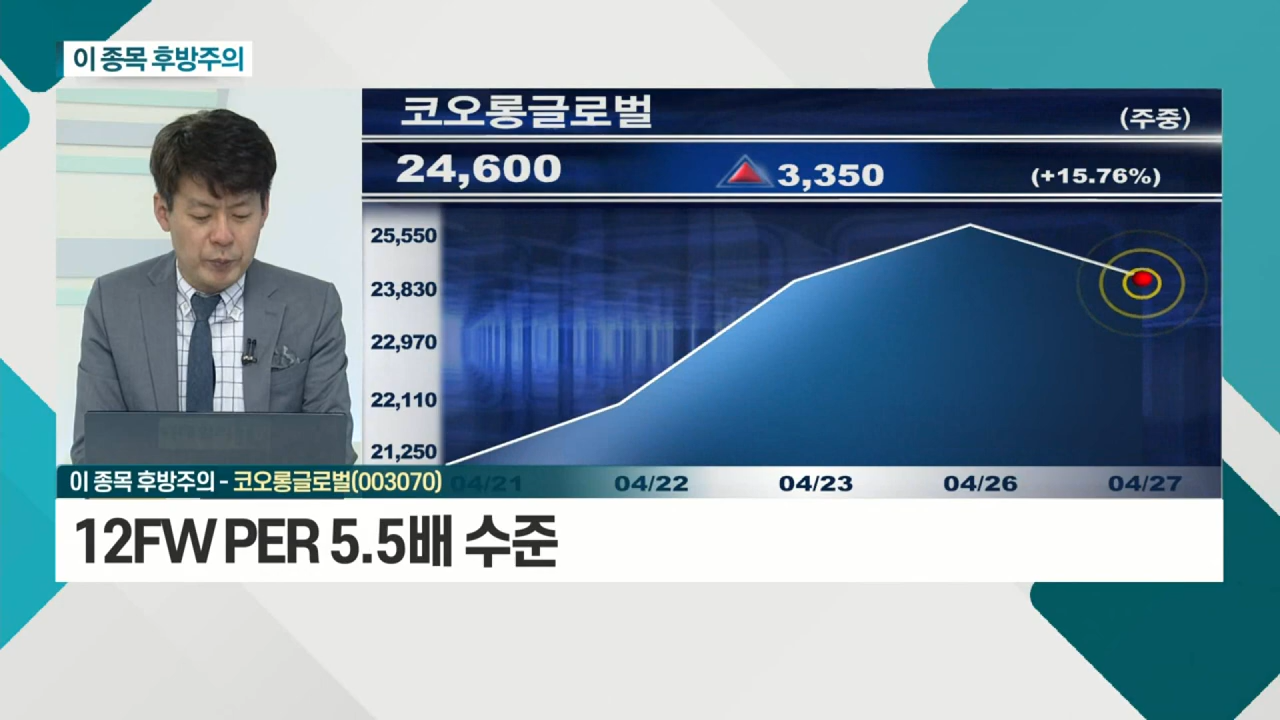 이 종목 후방주의
코오롱글로벌 (주중)
24,600 3,350 (+15.76%)
25,550
23,830
22,970
22,110
21,250
04/21 04/22 04/23 04/26 04/27
이 종목 후방주의 - 코오롱글로벌(003070)
12FW PER 5.5배 수준